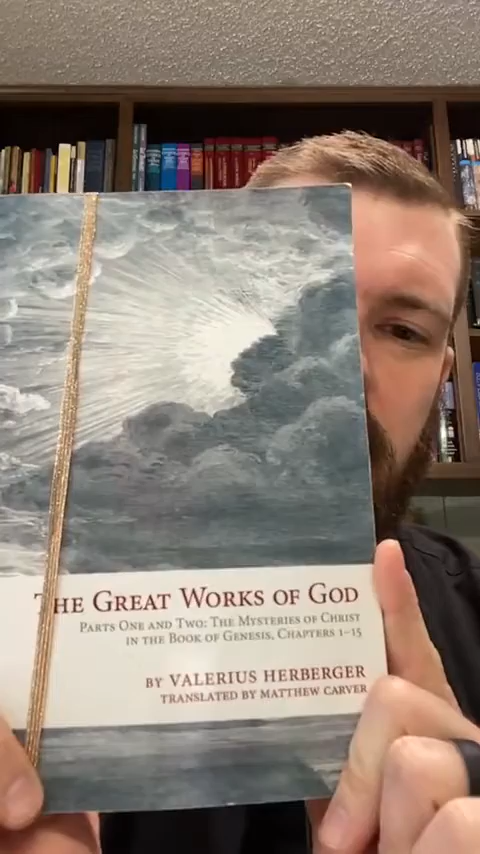 THE GREAT WORKS OF GOD
PARTS ONE AND TWO: THE MYSTERIES OF CHRIST
IN THE BOOK OF GENESIS, CHAPTERS 1–15
BY VALERIUS HERBERGER
TRANSLATED BY MATTHEW CARVER